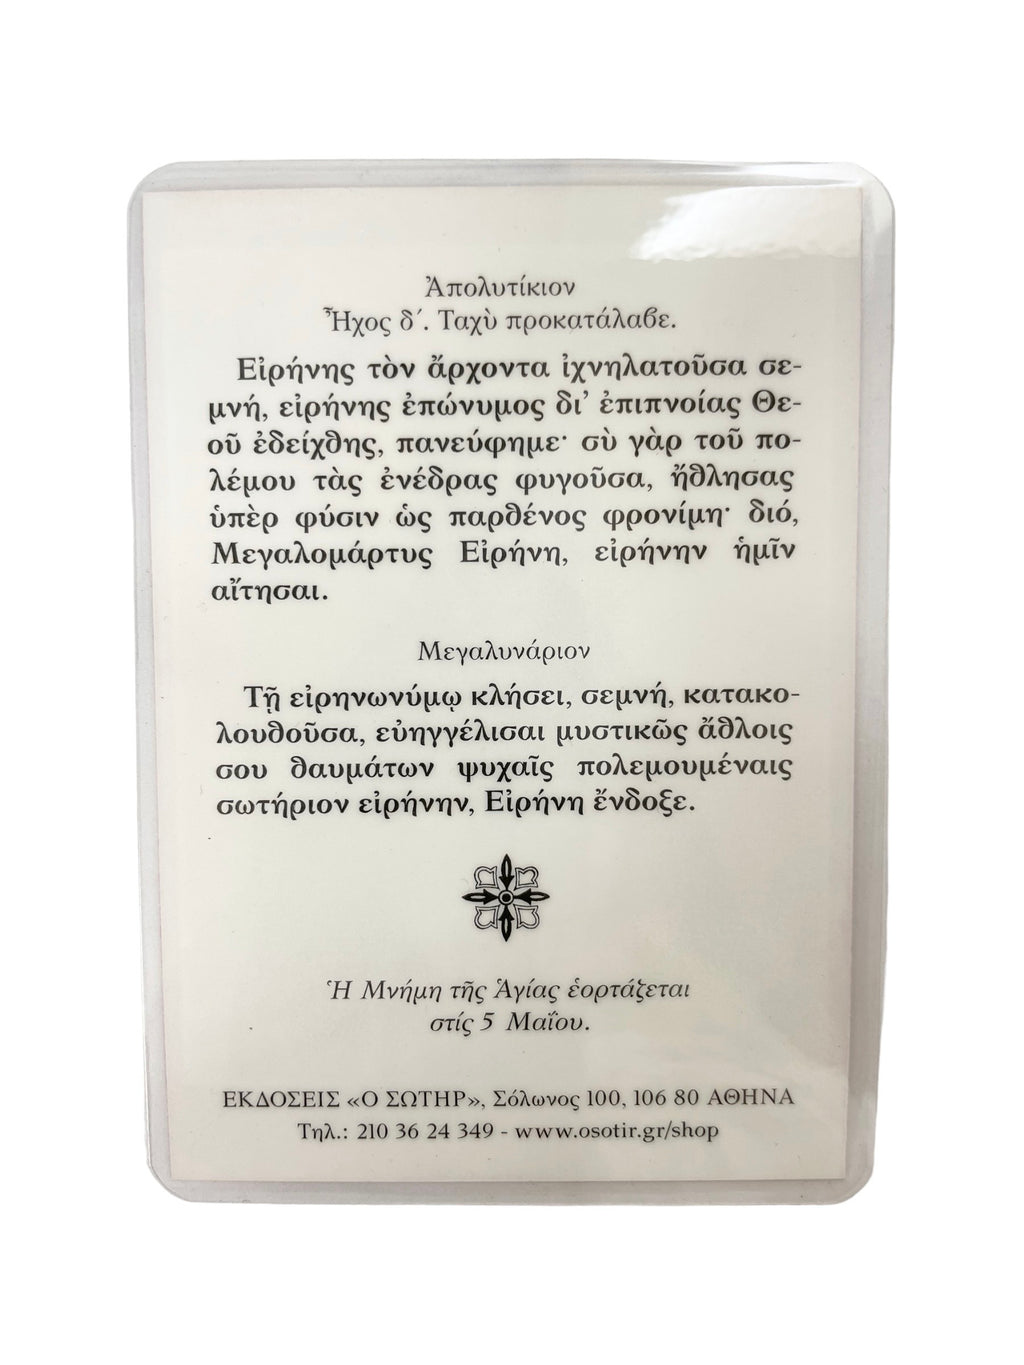 Ἀπολυτίκιον
Ἦχος δ΄. Ταχὺ προκατάλαβε.
Εἰρήνης τὸν ἄρχοντα ἰχνηλατοῦσα σε-
μνή, εἰρήνης ἐπώνυμος δι’ ἐπιπνοίας Θε-
οῦ ἐδείχθης, πανεύφημε· σὺ γὰρ τοῦ πο-
λέμου τὰς ἐνέδρας φυγοῦσα, ἤθλησας
ὑπὲρ φύσιν ὡς παρθένος φρονίμη· διό,
Μεγαλομάρτυς Εἰρήνη, εἰρήνην ἡμῖν
αἴτησαι.
Μεγαλυνάριον
Τῇ εἰρηνωνύμῳ κλήσει, σεμνή, κατακο-
λουθοῦσα, εὐηγγέλισαι μυστικῶς ἄθλοις
σου θαυμάτων ψυχαῖς πολεμουμέναις
σωτήριον εἰρήνην, Εἰρήνη ἔνδοξε.
Ἡ Μνήμη τῆς Ἁγίας ἑορτάζεται
στίς 5 Μαΐου.
ΕΚΔΟΣΕΙΣ «Ο ΣΩΤΗΡ», Σόλωνος 100, 106 80 ΑΘΗΝΑ
Τηλ.: 210 36 24 349 - www.osotir.gr/shop